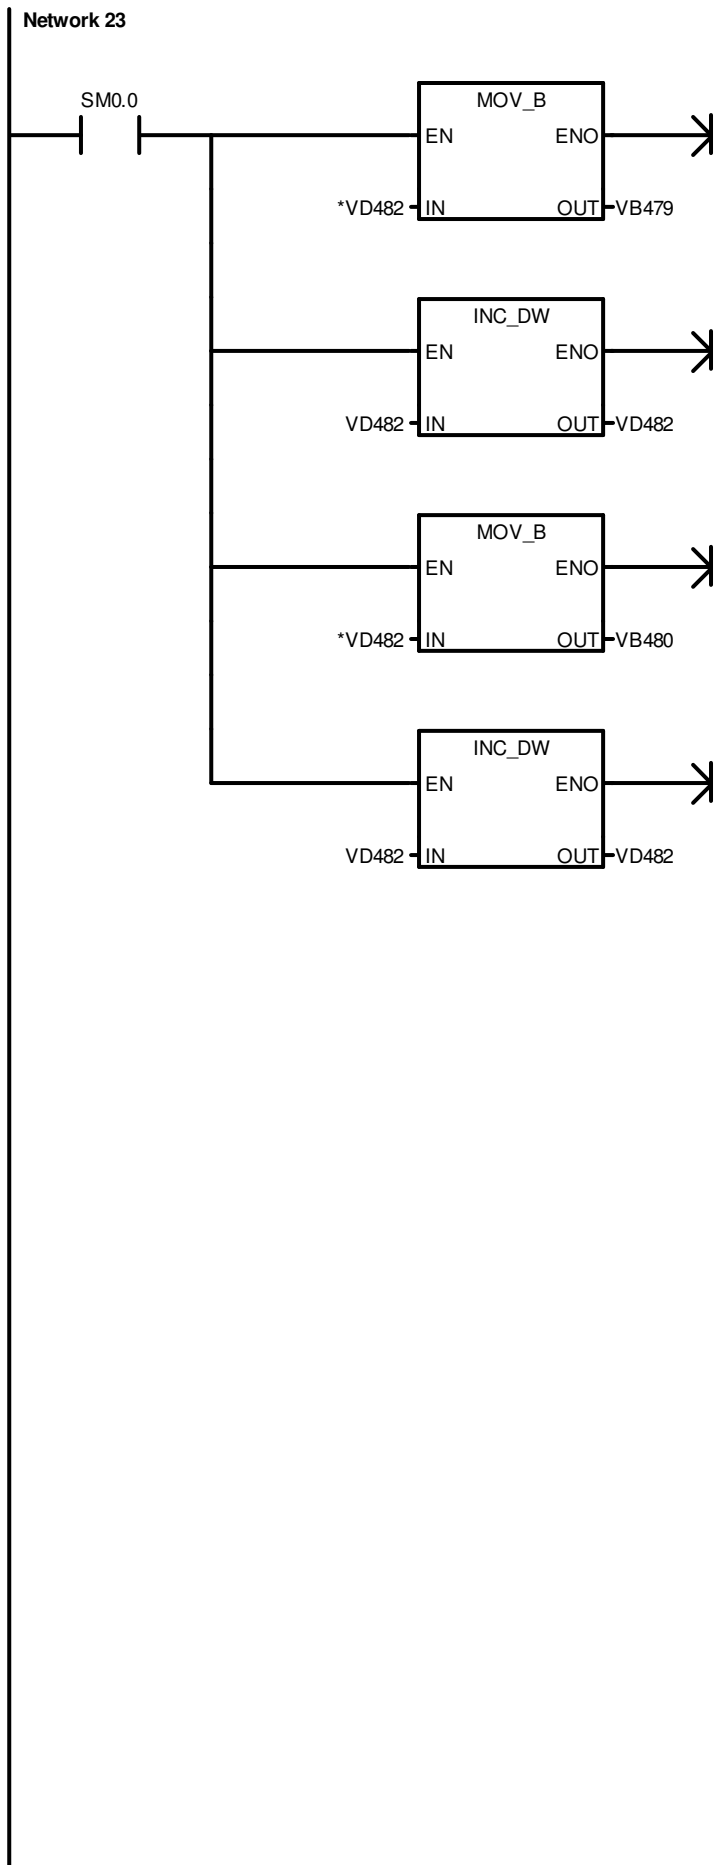 Network 23
SM0.0
MOV_B
EN ENO
*VD482 IN OUT VB479
INC_DW
EN ENO
VD482 IN OUT VD482
MOV_B
EN ENO
*VD482 IN OUT VB480
INC_DW
EN ENO
VD482 IN OUT VD482